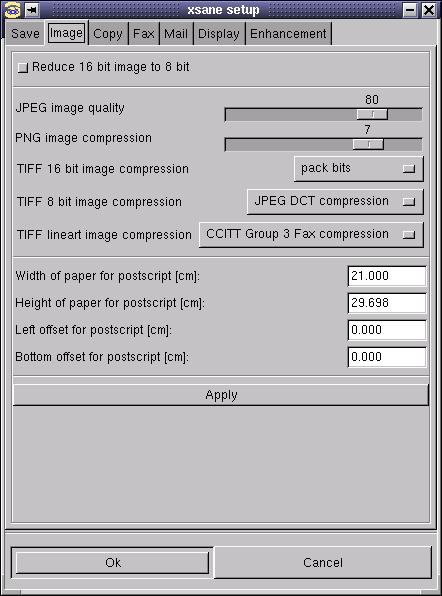 xsane setup
Save Image Copy Fax Mail Display Enhancement
Reduce 16 bit image to 8 bit
80
JPEG image quality
7
PNG image compression
TIFF 16 bit image compression pack bits
TIFF 8 bit image compression JPEG DCT compression
TIFF lineart image compression CCITT Group 3 Fax compression
Width of paper for postscript [cm]: 21.000
Height of paper for postscript [cm]: 29.698
Left offset for postscript [cm]: 0.000
Bottom offset for postscript [cm]: 0.000
Apply
Ok Cancel